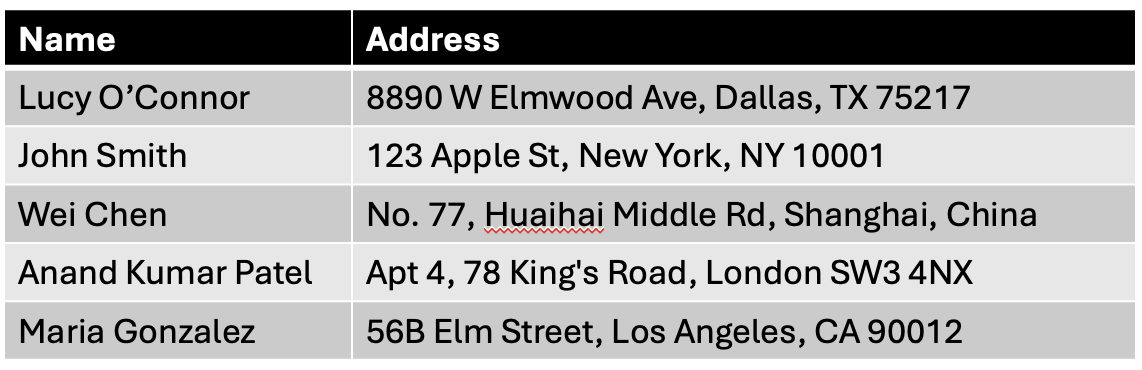 Name Address
Lucy O’Connor 8890 W Elmwood Ave, Dallas, TX 75217
John Smith 123 Apple St, New York, NY 10001
Wei Chen No. 77, Huaihai Middle Rd, Shanghai, China
Anand Kumar Patel Apt 4, 78 King's Road, London SW3 4NX
Maria Gonzalez 56B Elm Street, Los Angeles, CA 90012